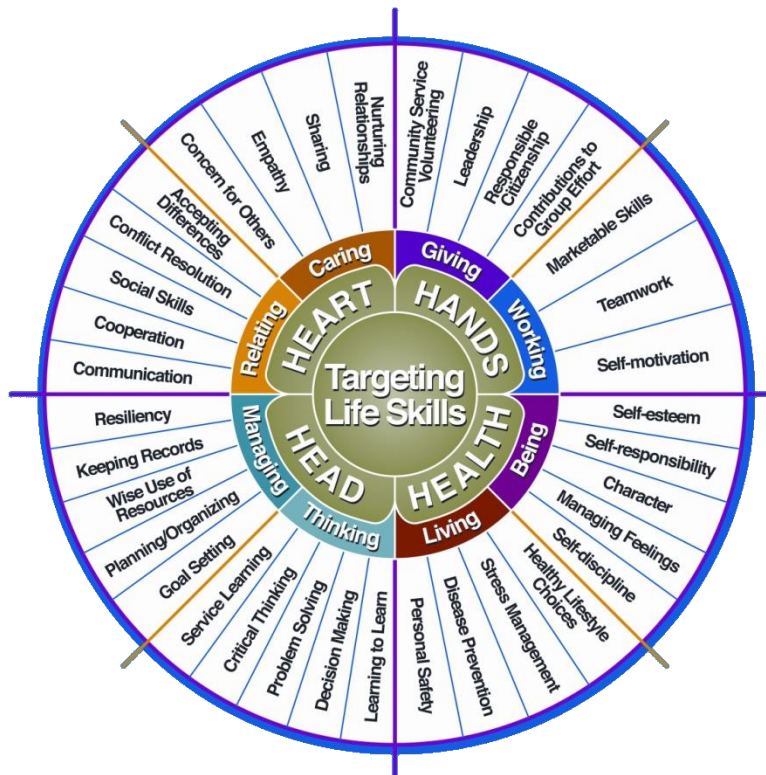 Targeting
Life Skills
HEART
HANDS
HEALTH
HEAD
Caring
Giving
Working
Being
Living
Thinking
Managing
Relating
Nurturing
Relationships
Sharing
Empathy
Concern for Others
Accepting
Differences
Conflict Resolution
Social Skills
Cooperation
Communication
Community Service
Volunteering
Leadership
Responsible
Citizenship
Contributions to
Group Effort
Marketable Skills
Teamwork
Self-motivation
Self-esteem
Self-responsibility
Character
Managing Feelings
Self-discipline
Healthy Lifestyle
Choices
Stress Management
Disease Prevention
Personal Safety
Learning to Learn
Decision Making
Problem Solving
Critical Thinking
Service Learning
Goal Setting
Planning/Organizing
Wise Use of
Resources
Keeping Records
Resiliency